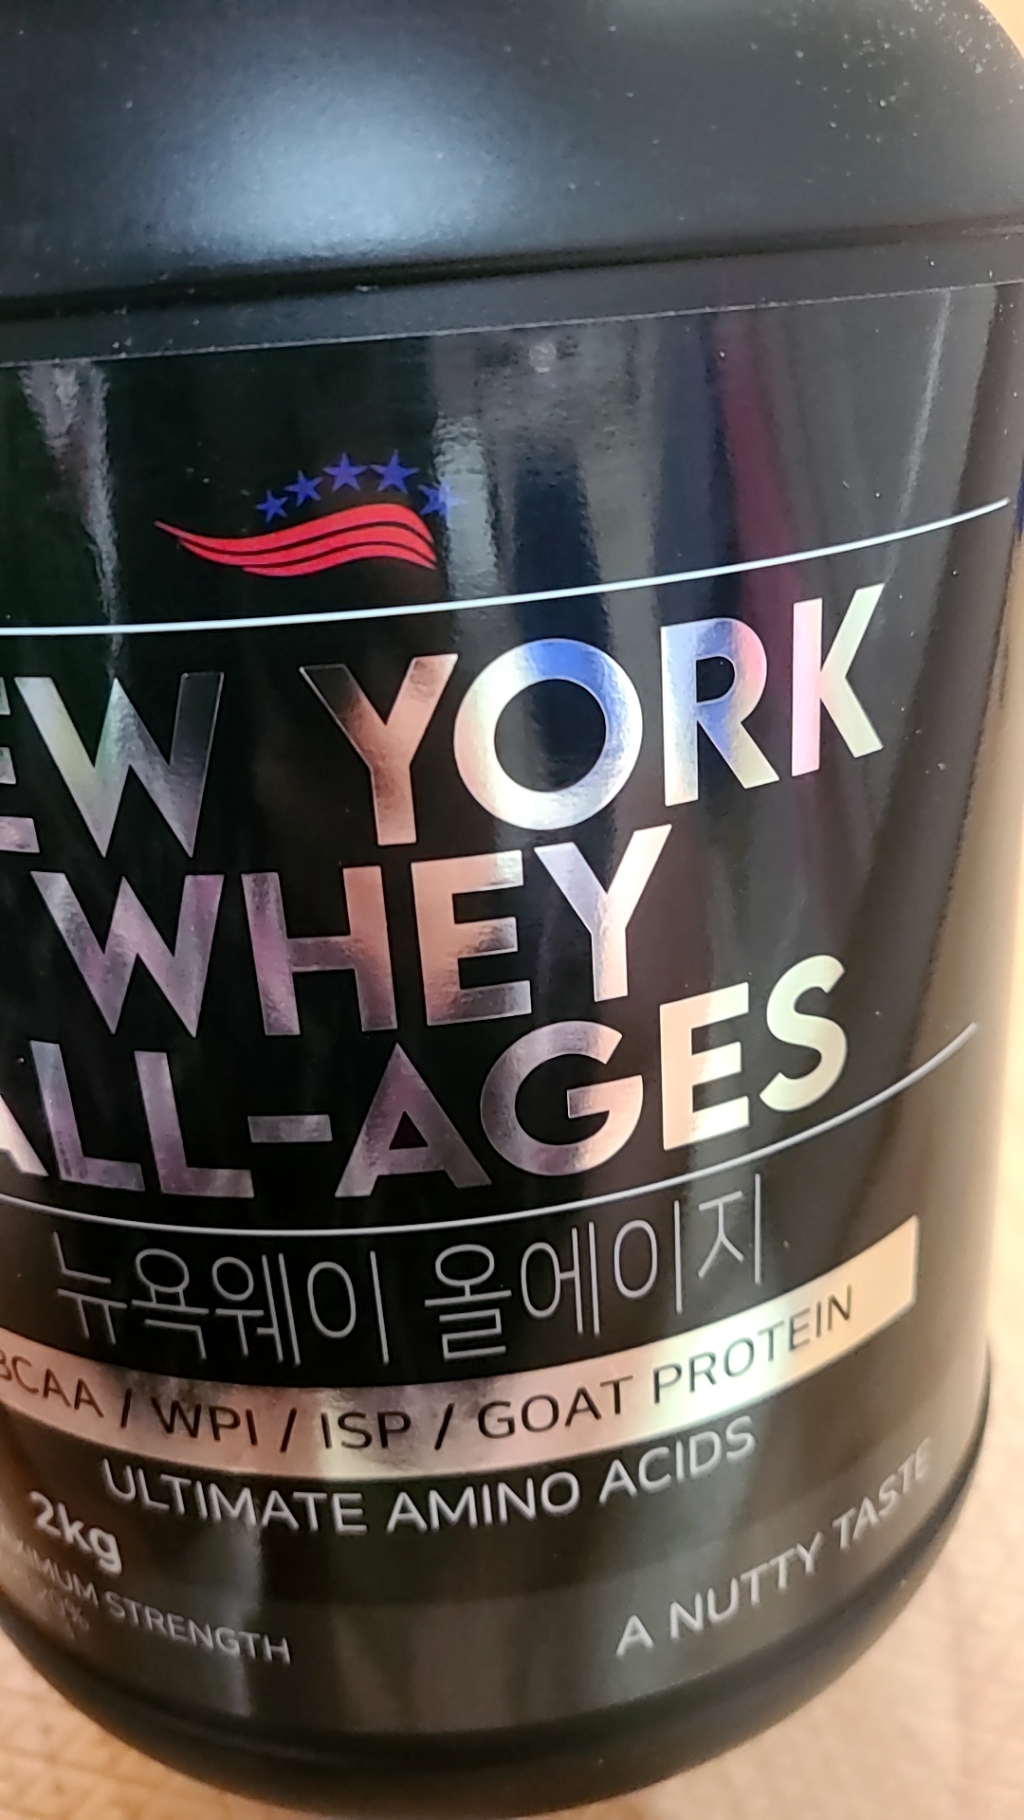 EW YORK
WHEY
ALL-AGES
뉴욕웨이 올에이지
BCAA / WPI / ISP / GOAT PROTEIN
ULTIMATE AMINO ACIDS
2kg
STRENGTH
A NUTTY TASTE